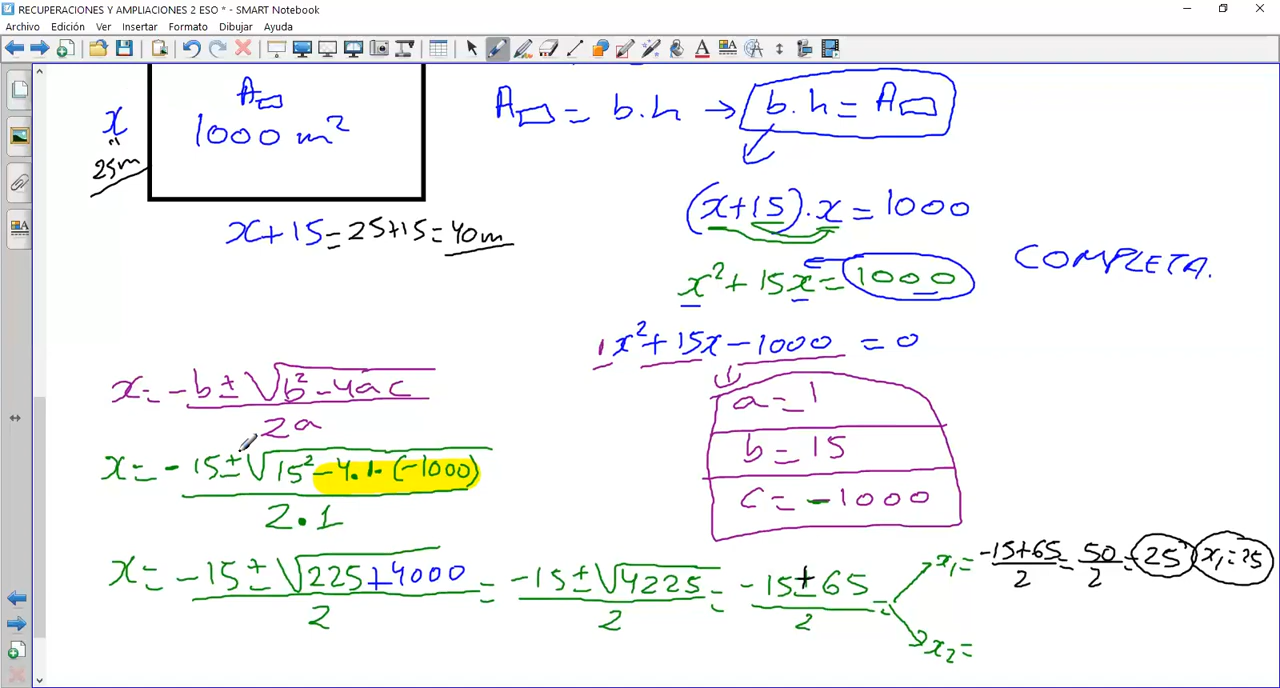 RECUPERACIONES Y AMPLIACIONES 2 ESO * - SMART Notebook
Archivo Edición Ver Insertar Formato Dibujar Ayuda
A▭
1000 m²
x
"
25m
x+15=25+15=40m
A▭ = b.h → b.h = A▭
(x+15).x=1000
x²+15x=1000
COMPLETA.
1x²+15x-1000=0
a=1
b=15
c=-1000
x= -b±√b²-4ac
2a
x= -15±√15²-4.1.(-1000)
2·1
x= -15±√225+4000 = -15±√4225 = -15±65 =
2 2 2
x₁= -15+65 = 50 = 25 x₁=25
2 2
x₂=